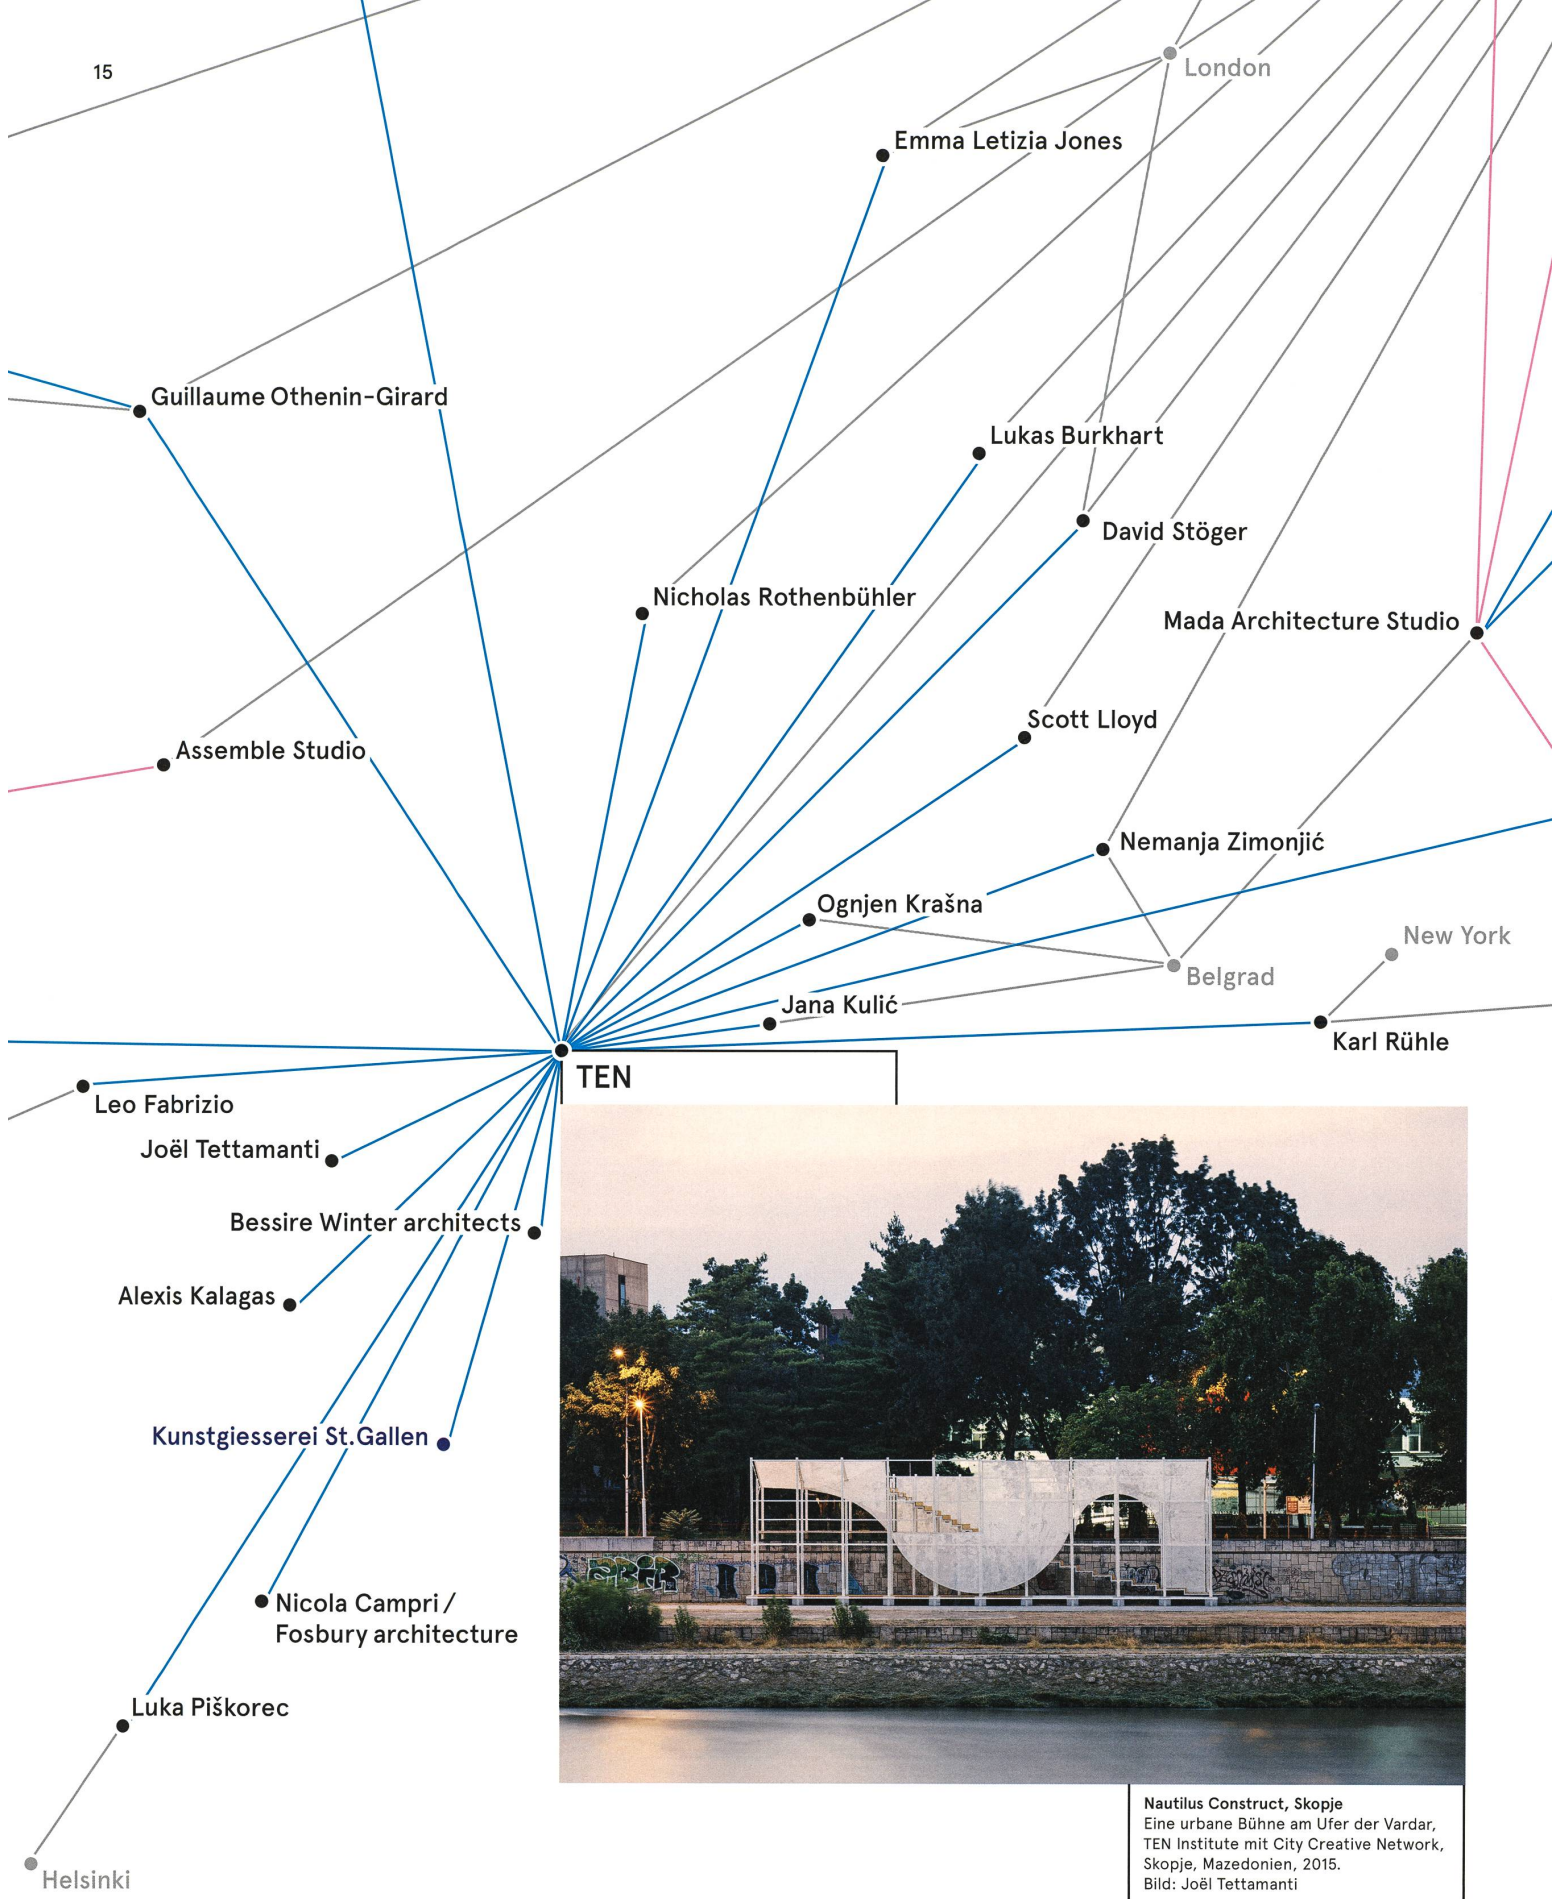 15
London
Emma Letizia Jones
Guillaume Othenin-Girard
Lukas Burkhart
David Stöger
Nicholas Rothenbühler
Mada Architecture Studio
Scott Lloyd
Assemble Studio
Nemanja Zimonjić
Ognjen Krašna
New York
Belgrad
Jana Kulić
Karl Rühle
TEN
Leo Fabrizio
Joël Tettamanti
Bessire Winter architects
Alexis Kalagas
Kunstgiesserei St.Gallen
Nicola Campri /
Fosbury architecture
Luka Piškorec
Helsinki
Nautilus Construct, Skopje
Eine urbane Bühne am Ufer der Vardar,
TEN Institute mit City Creative Network,
Skopje, Mazedonien, 2015.
Bild: Joël Tettamanti